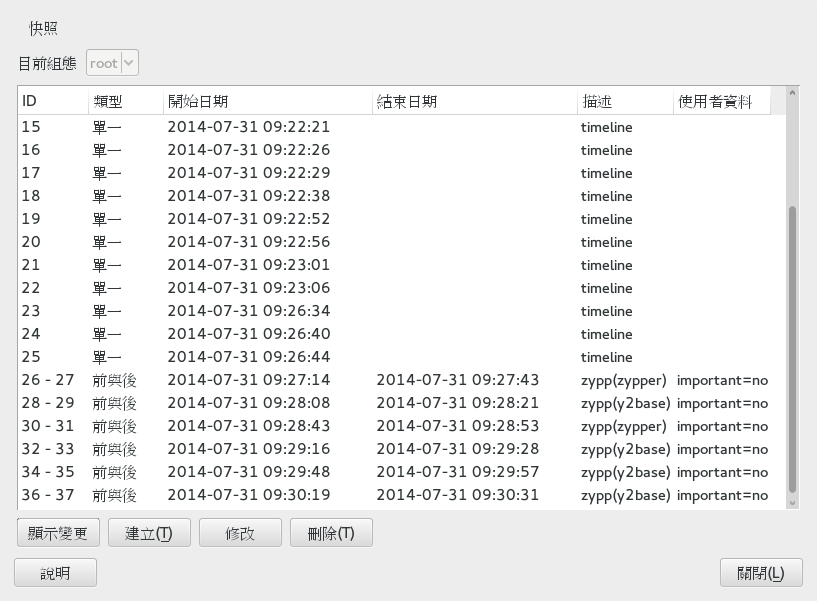 快照
目前組態 root
ID 類型 開始日期 結束日期 描述 使用者資料
15 單一 2014-07-31 09:22:21 timeline
16 單一 2014-07-31 09:22:26 timeline
17 單一 2014-07-31 09:22:29 timeline
18 單一 2014-07-31 09:22:38 timeline
19 單一 2014-07-31 09:22:52 timeline
20 單一 2014-07-31 09:22:56 timeline
21 單一 2014-07-31 09:23:01 timeline
22 單一 2014-07-31 09:23:06 timeline
23 單一 2014-07-31 09:26:34 timeline
24 單一 2014-07-31 09:26:40 timeline
25 單一 2014-07-31 09:26:44 timeline
26 - 27 前與後 2014-07-31 09:27:14 2014-07-31 09:27:43 zypp(zypper) important=no
28 - 29 前與後 2014-07-31 09:28:08 2014-07-31 09:28:21 zypp(y2base) important=no
30 - 31 前與後 2014-07-31 09:28:43 2014-07-31 09:28:53 zypp(zypper) important=no
32 - 33 前與後 2014-07-31 09:29:16 2014-07-31 09:29:28 zypp(y2base) important=no
34 - 35 前與後 2014-07-31 09:29:48 2014-07-31 09:29:57 zypp(y2base) important=no
36 - 37 前與後 2014-07-31 09:30:19 2014-07-31 09:30:31 zypp(y2base) important=no
顯示變更 建立(T) 修改 刪除(T)
說明 關閉(L)